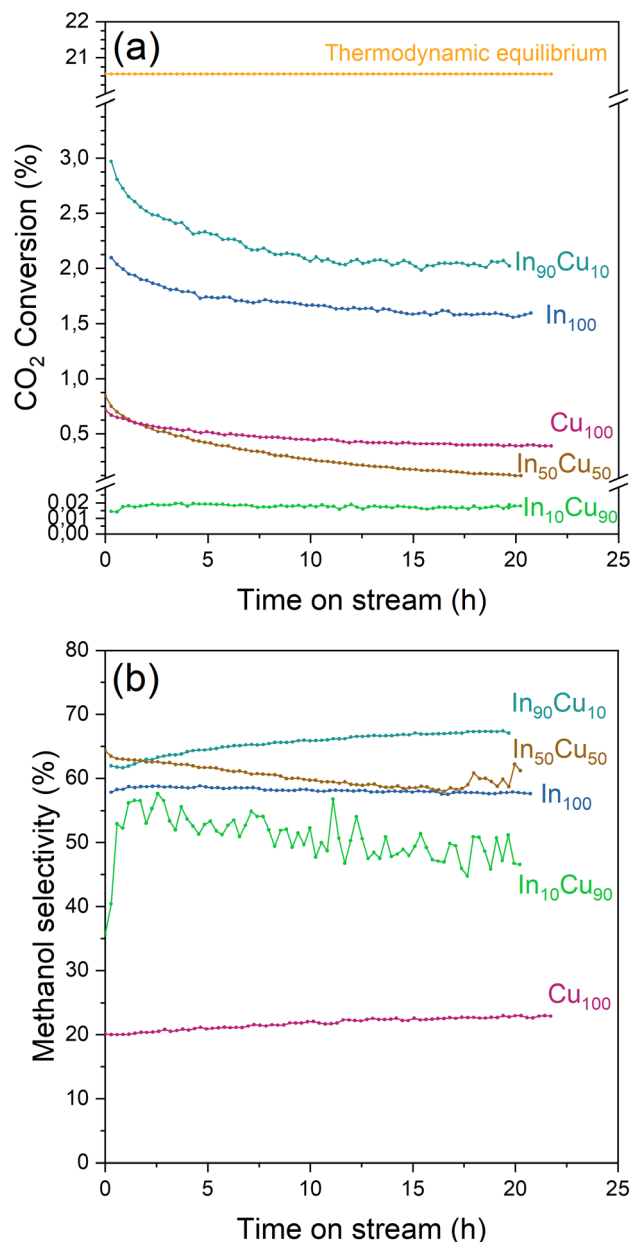 (a)
22
21
3,0
2,5
2,0
1,5
1,0
0,5
0,02
0,01
0,00
CO₂ Conversion (%)
Thermodynamic equilibrium
In₉₀Cu₁₀
In₁₀₀
Cu₁₀₀
In₅₀Cu₅₀
In₁₀Cu₉₀
0 5 10 15 20 25
Time on stream (h)
(b)
80
70
60
50
40
30
20
10
0
Methanol selectivity (%)
In₉₀Cu₁₀
In₅₀Cu₅₀
In₁₀₀
In₁₀Cu₉₀
Cu₁₀₀
0 5 10 15 20 25
Time on stream (h)